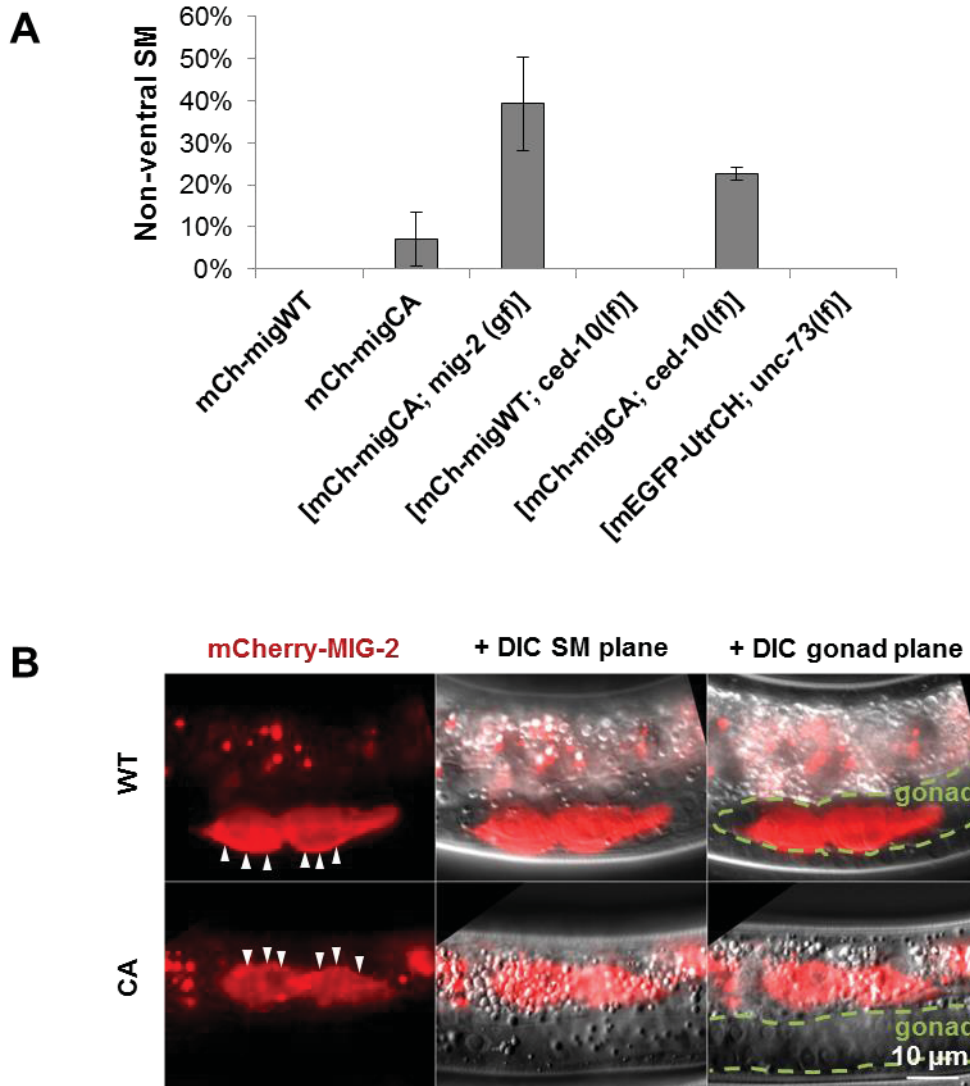 A
Non-ventral SM
60%
50%
40%
30%
20%
10%
0%
mCh-migWT
mCh-migCA
[mCh-migCA; mig-2 (gf)]
[mCh-migWT; ced-10(lf)]
[mCh-migCA; ced-10(lf)]
[mEGFP-UtrCH; unc-73(lf)]
B
mCherry-MIG-2
+ DIC SM plane
+ DIC gonad plane
WT
gonad
CA
gonad
10 µm